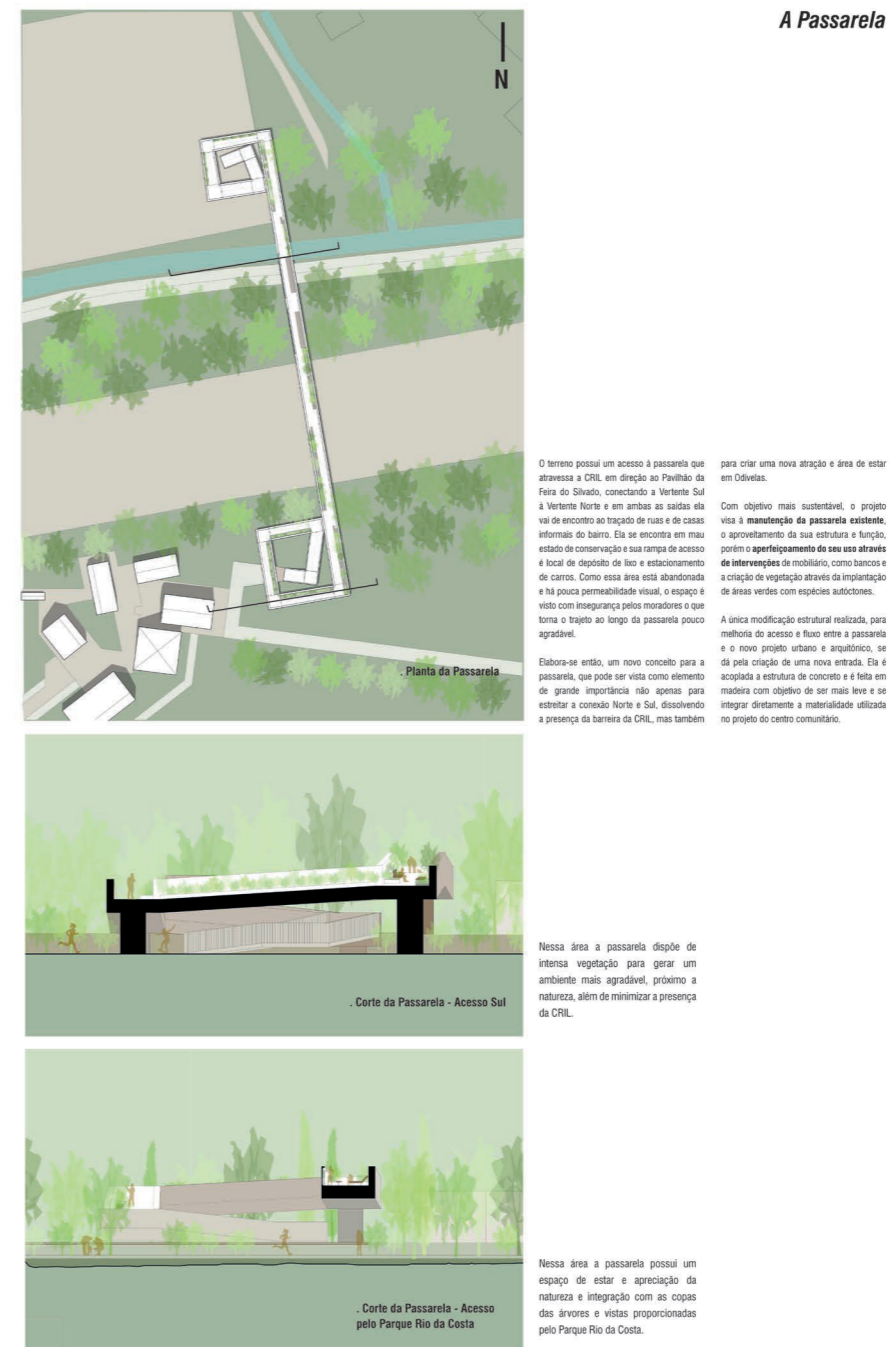 A Passarela
N
. Planta da Passarela
O terreno possui um acesso à passarela que
atravessa a CRIL em direção ao Pavilhão da
Feira do Silvado, conectando a Vertente Sul
à Vertente Norte e em ambas as saídas ela
vai de encontro ao traçado de ruas e de casas
informais do bairro. Ela se encontra em mau
estado de conservação e sua rampa de acesso
é local de depósito de lixo e estacionamento
de carros. Como essa área está abandonada
e há pouca permeabilidade visual, o espaço é
visto com insegurança pelos moradores o que
torna o trajeto ao longo da passarela pouco
agradável.
Elabora-se então, um novo conceito para a
passarela, que pode ser vista como elemento
de grande importância não apenas para
estreitar a conexão Norte e Sul, dissolvendo
a presença da barreira da CRIL, mas também
para criar uma nova atração e área de estar
em Odivelas.
Com objetivo mais sustentável, o projeto
visa à manutenção da passarela existente,
o aproveitamento da sua estrutura e função,
porém o aperfeiçoamento do seu uso através
de intervenções de mobiliário, como bancos e
a criação de vegetação através da implantação
de áreas verdes com espécies autóctones.
A única modificação estrutural realizada, para
melhoria do acesso e fluxo entre a passarela
e o novo projeto urbano e arquitônico, se
dá pela criação de uma nova entrada. Ela é
acoplada a estrutura de concreto e é feita em
madeira com objetivo de ser mais leve e se
integrar diretamente a materialidade utilizada
no projeto do centro comunitário.
. Corte da Passarela - Acesso Sul
Nessa área a passarela dispõe de
intensa vegetação para gerar um
ambiente mais agradável, próximo a
natureza, além de minimizar a presença
da CRIL.
. Corte da Passarela - Acesso
pelo Parque Rio da Costa
Nessa área a passarela possui um
espaço de estar e apreciação da
natureza e integração com as copas
das árvores e vistas proporcionadas
pelo Parque Rio da Costa.